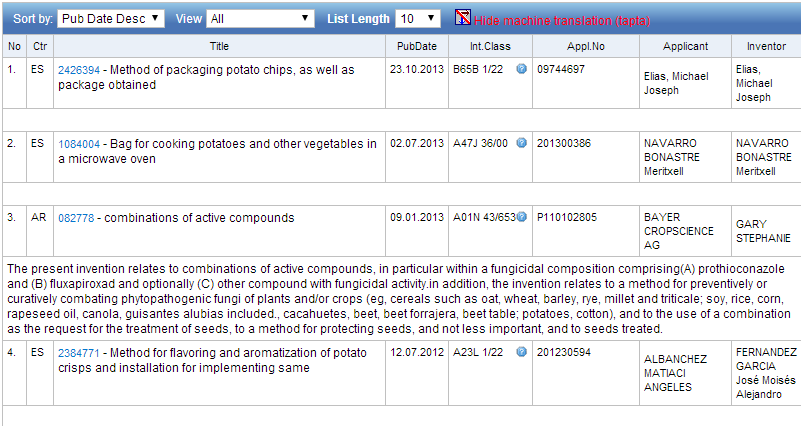 Sort by: Pub Date Desc View All List Length 10 Hide machine translation (tapta)
No Ctr Title PubDate Int.Class Appl.No Applicant Inventor
1. ES 2426394 - Method of packaging potato chips, as well as package obtained 23.10.2013 B65B 1/22 09744697 Elias, Michael Joseph Elias, Michael Joseph
2. ES 1084004 - Bag for cooking potatoes and other vegetables in a microwave oven 02.07.2013 A47J 36/00 201300386 NAVARRO BONASTRE Meritxell NAVARRO BONASTRE Meritxell
3. AR 082778 - combinations of active compounds 09.01.2013 A01N 43/653 P110102805 BAYER CROPSCIENCE AG GARY STEPHANIE
The present invention relates to combinations of active compounds, in particular within a fungicidal composition comprising(A) prothioconazole
and (B) fluxapiroxad and optionally (C) other compound with fungicidal activity.in addition, the invention relates to a method for preventively or
curatively combating phytopathogenic fungi of plants and/or crops (eg, cereals such as oat, wheat, barley, rye, millet and triticale; soy, rice, corn,
rapeseed oil, canola, guisantes alubias included., cacahuetes, beet, beet forrajera, beet table; potatoes, cotton), and to the use of a combination
as the request for the treatment of seeds, to a method for protecting seeds, and not less important, and to seeds treated.
4. ES 2384771 - Method for flavoring and aromatization of potato crisps and installation for implementing same 12.07.2012 A23L 1/22 201230594 ALBANCHEZ MATIACI ANGELES FERNANDEZ GARCIA José Moisés Alejandro